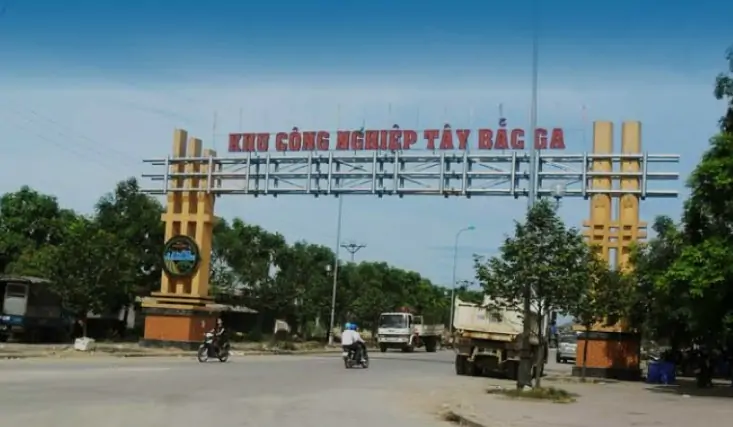 KHU CÔNG NGHIỆP TÂY BẮC GA